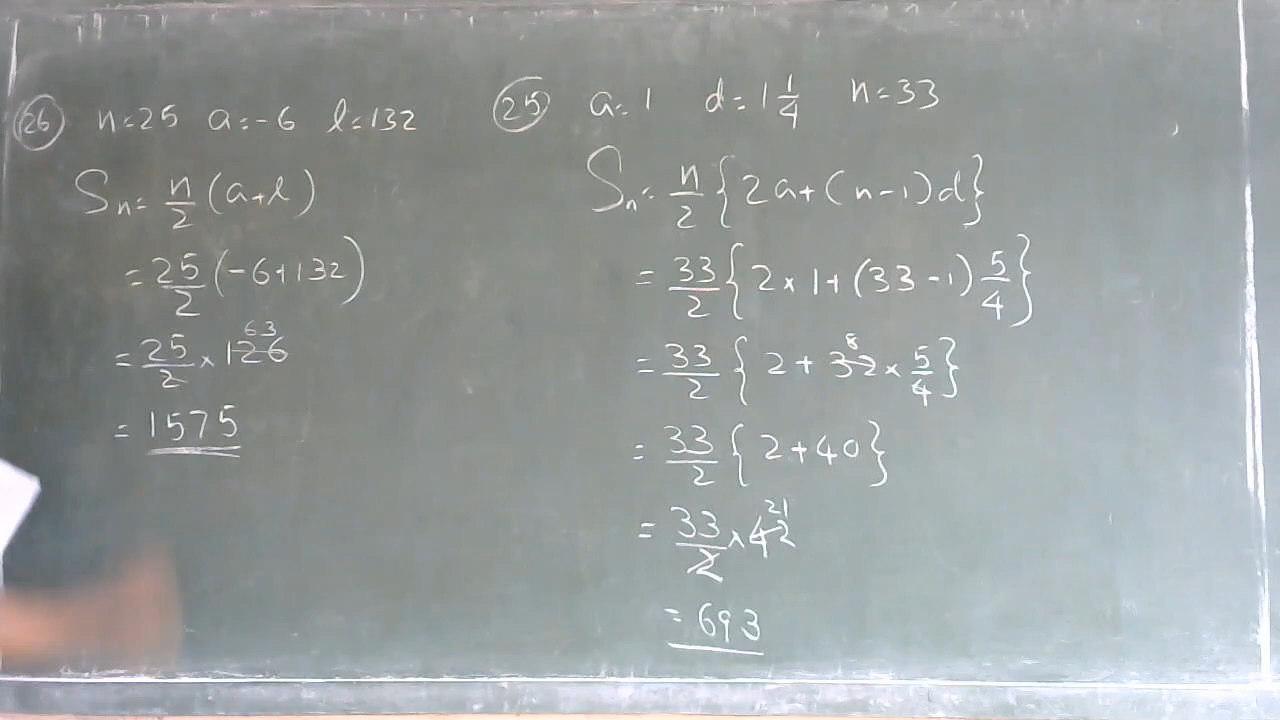 26 n=25 a=-6 l=132
Sn= n/2 (a+l)
= 25/2 (-6+132)
= 25/2 × 126 63
= 1575
25 a=1 d=1 1/4 n=33
Sn= n/2 {2a+(n-1)d}
= 33/2 {2×1+(33-1) 5/4}
= 33/2 {2+32 8 × 5/4}
= 33/2 {2+40}
= 33/2 × 42 21
= 693